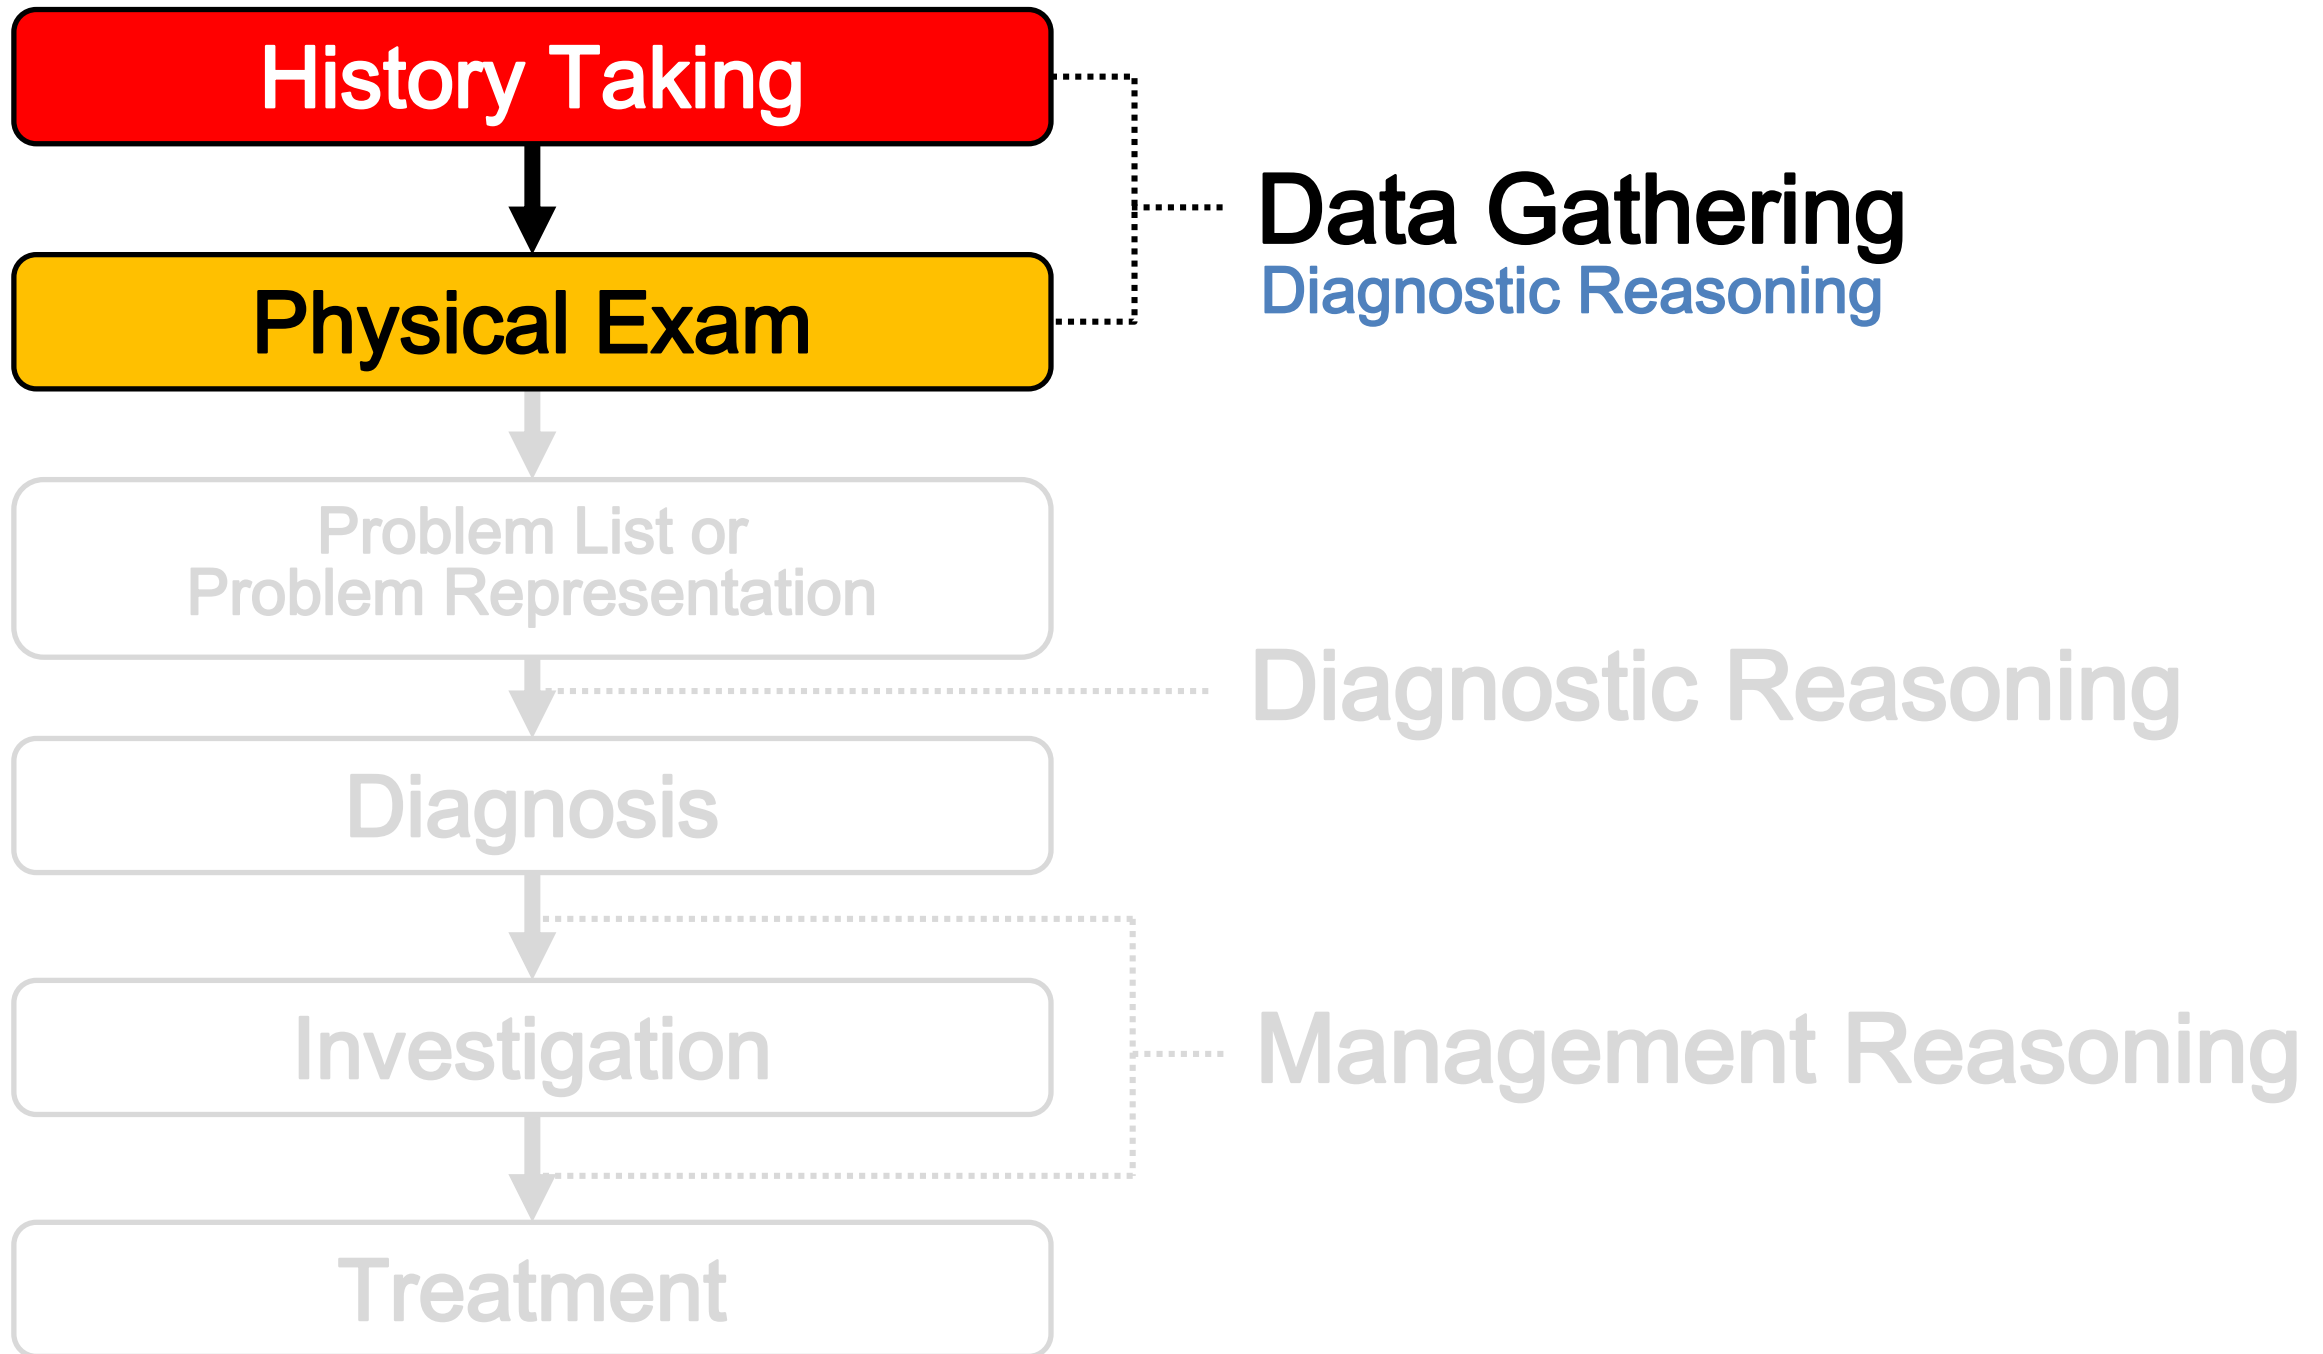 History Taking
Data Gathering
Diagnostic Reasoning
Physical Exam
Problem List or
Problem Representation
Diagnostic Reasoning
Diagnosis
Investigation
Management Reasoning
Treatment